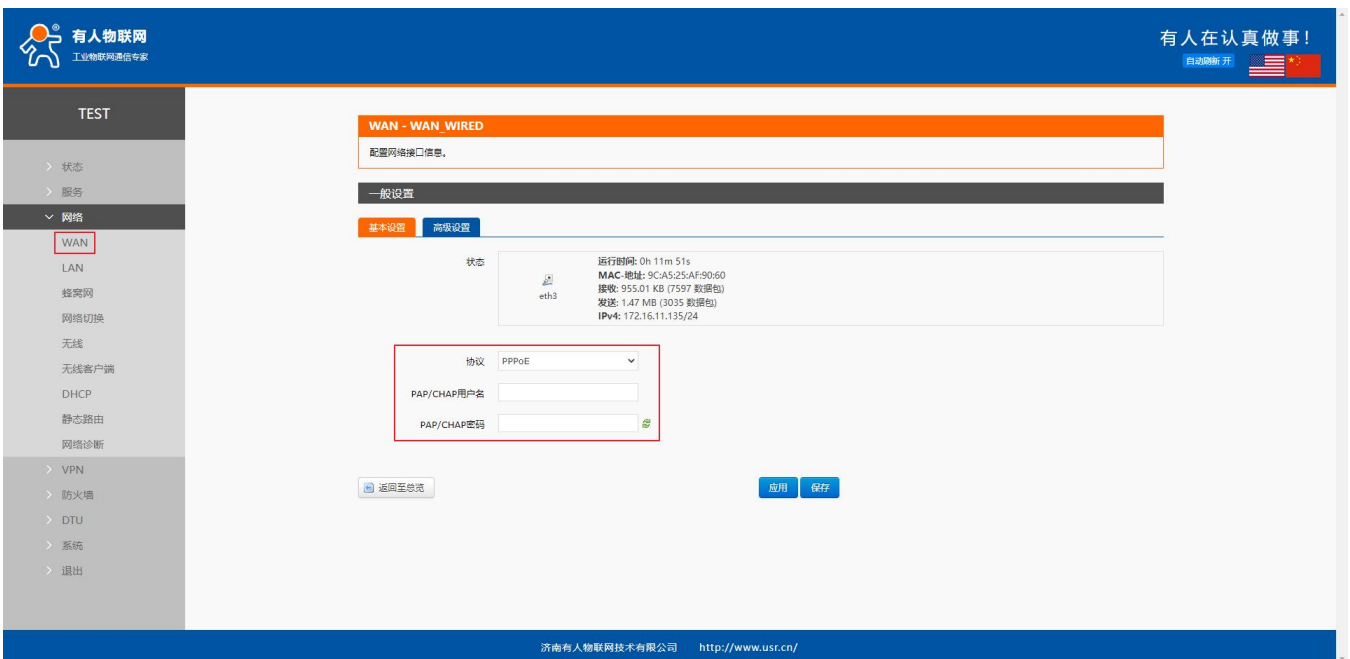 有人物联网
工业物联网通信专家
有人在认真做事!
自动刷新 开
TEST
状态
服务
网络
WAN
LAN
蜂窝网
网络切换
无线
无线客户端
DHCP
静态路由
网络诊断
VPN
防火墙
DTU
系统
退出
WAN - WAN_WIRED
配置网络接口信息。
一般设置
基本设置 高级设置
状态
eth3
运行时间: 0h 11m 51s
MAC-地址: 9C:A5:25:AF:90:60
接收: 955.01 KB (7597 数据包)
发送: 1.47 MB (3035 数据包)
IPv4: 172.16.11.135/24
协议 PPPoE
PAP/CHAP用户名
PAP/CHAP密码
返回至总览 应用 保存
济南有人物联网技术有限公司 http://www.usr.cn/